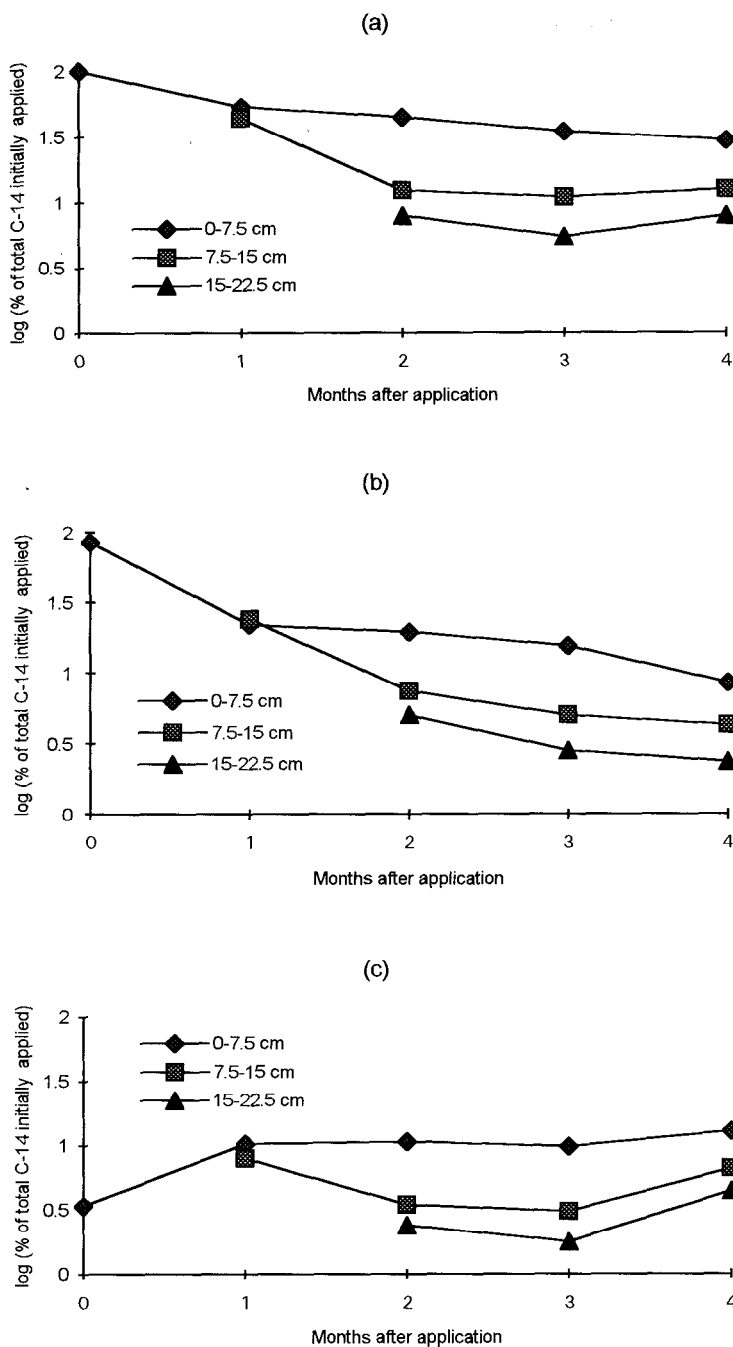 (a)
log (% of total C-14 initially applied)
2
1.5
1
0.5
0
0-7.5 cm
7.5-15 cm
15-22.5 cm
0 1 2 3 4
Months after application
(b)
log (% of total C-14 initially applied)
2
1.5
1
0.5
0
0-7.5 cm
7.5-15 cm
15-22.5 cm
0 1 2 3 4
Months after application
(c)
log (% of total C-14 initially applied)
2
1.5
1
0.5
0
0-7.5 cm
7.5-15 cm
15-22.5 cm
0 1 2 3 4
Months after application